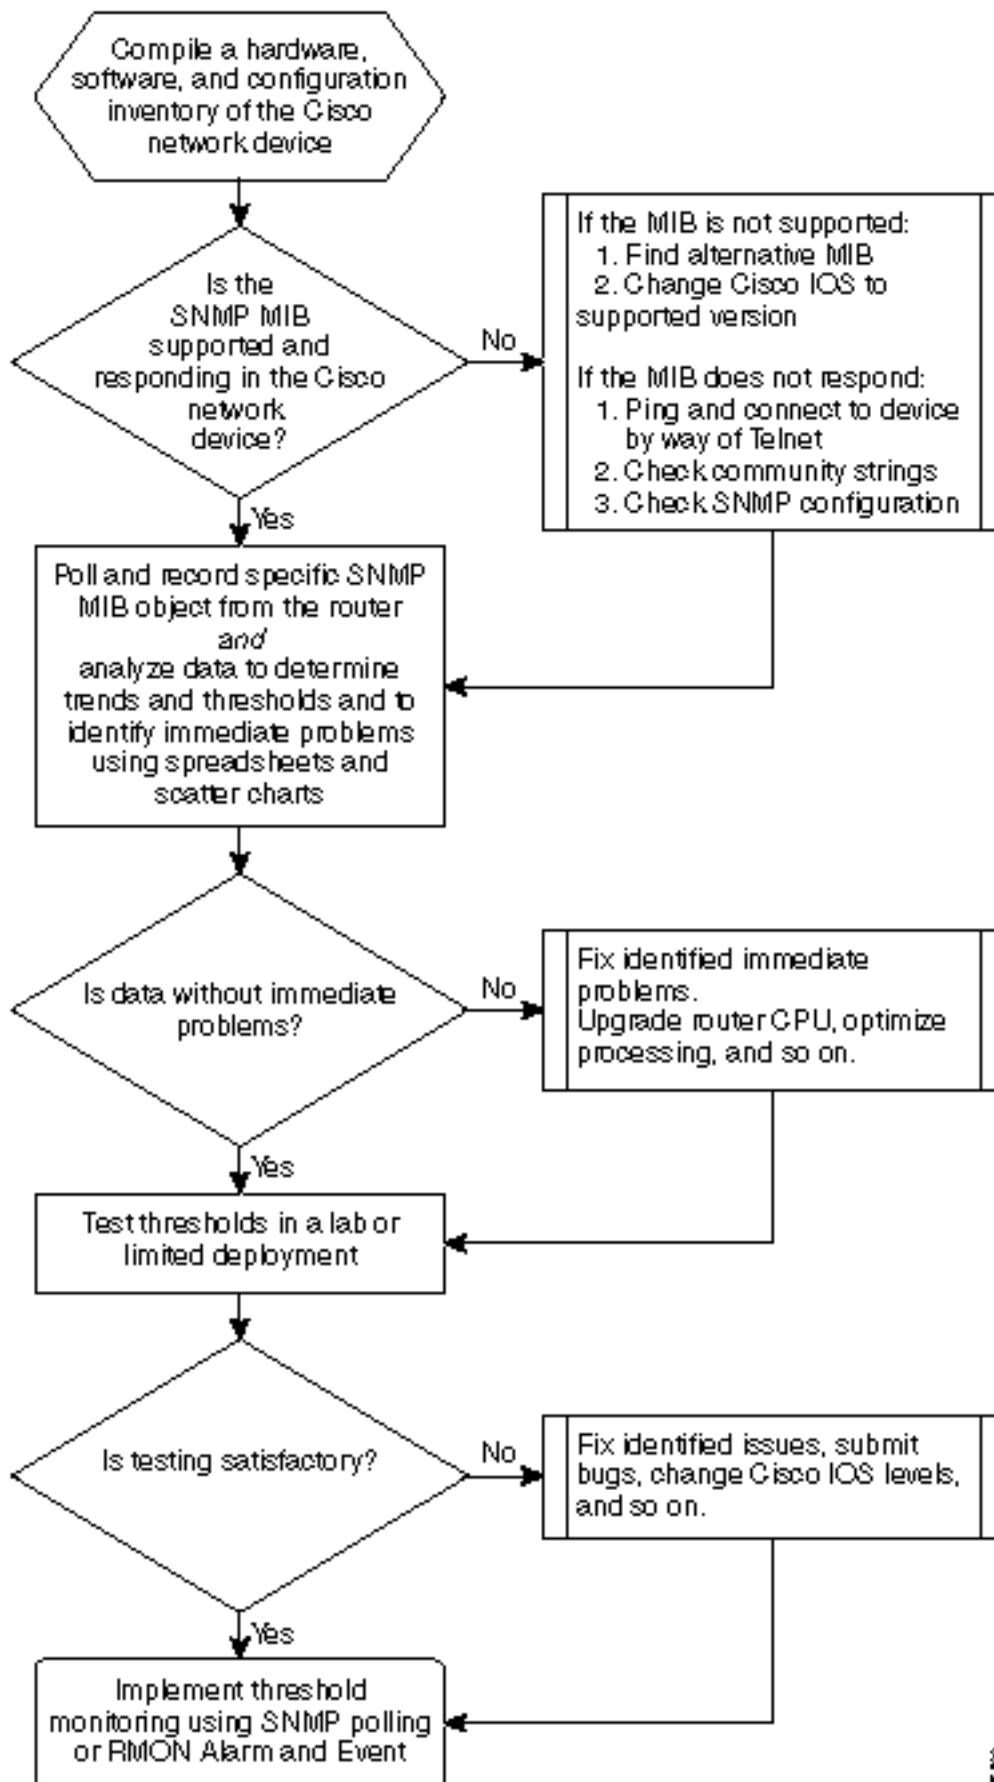 Compile a hardware,
software, and configuration
inventory of the Cisco
network device
Is the
SNMP MIB
supported and
responding in the Cisco
network
device?
No
If the MIB is not supported:
1. Find alternative MIB
2. Change Cisco IOS to
supported version
If the MIB does not respond:
1. Ping and connect to device
by way of Telnet
2. Check community strings
3. Check SNMP configuration
Yes
Poll and record specific SNMP
MIB object from the router
and
analyze data to determine
trends and thresholds and to
identify immediate problems
using spreadsheets and
scatter charts
Is data without immediate
problems?
No
Fix identified immediate
problems.
Upgrade router CPU, optimize
processing, and so on.
Yes
Test thresholds in a lab or
limited deployment
Is testing satisfactory?
No
Fix identified issues, submit
bugs, change Cisco IOS levels,
and so on.
Yes
Implement threshold
monitoring using SNMP polling
or RMON Alarm and Event